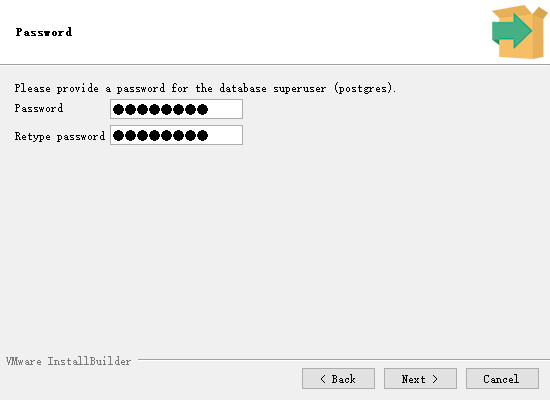 Password
Please provide a password for the database superuser (postgres).
Password ●●●●●●●●
Retype password ●●●●●●●●
VMware InstallBuilder
< Back
Next >
Cancel